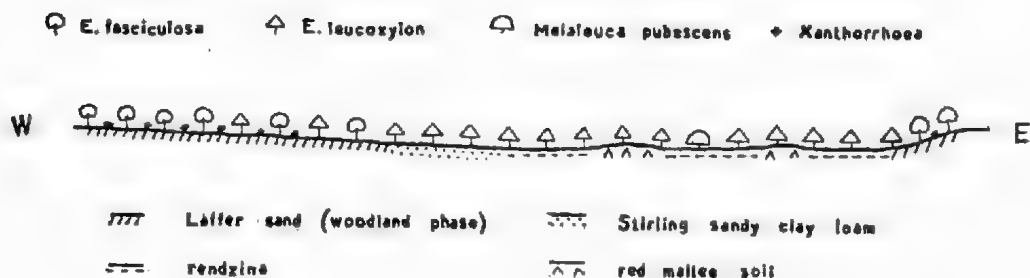 E. fasciculosa E. leucoxylon Melaleuca pubescens Xanthorrhoea
W E
Laffer sand (woodland phase) Stirling sandy clay loam
rendzina red mallee soil